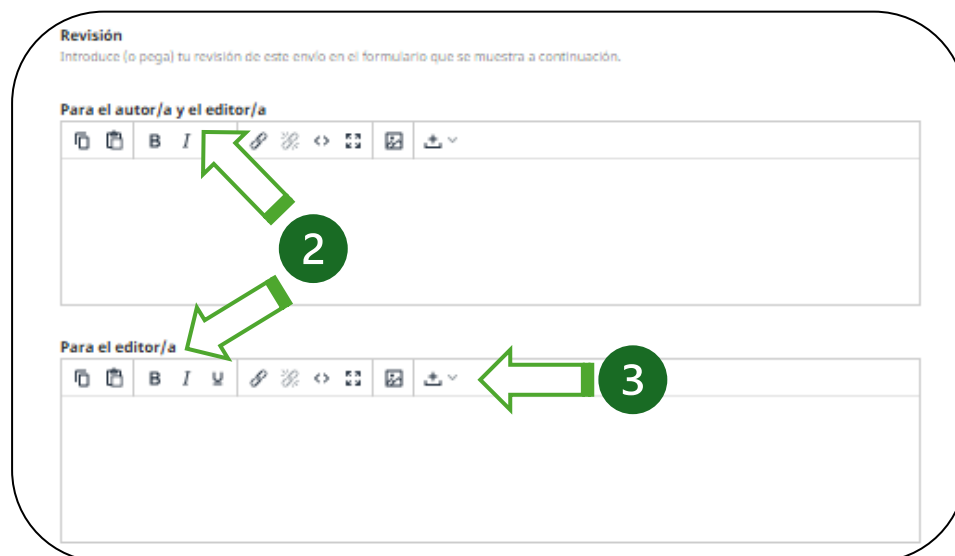 Revisión
Introduce (o pega) tu revisión de este envío en el formulario que se muestra a continuación.
Para el autor/a y el editor/a
B I
2
Para el editor/a
B I U
3